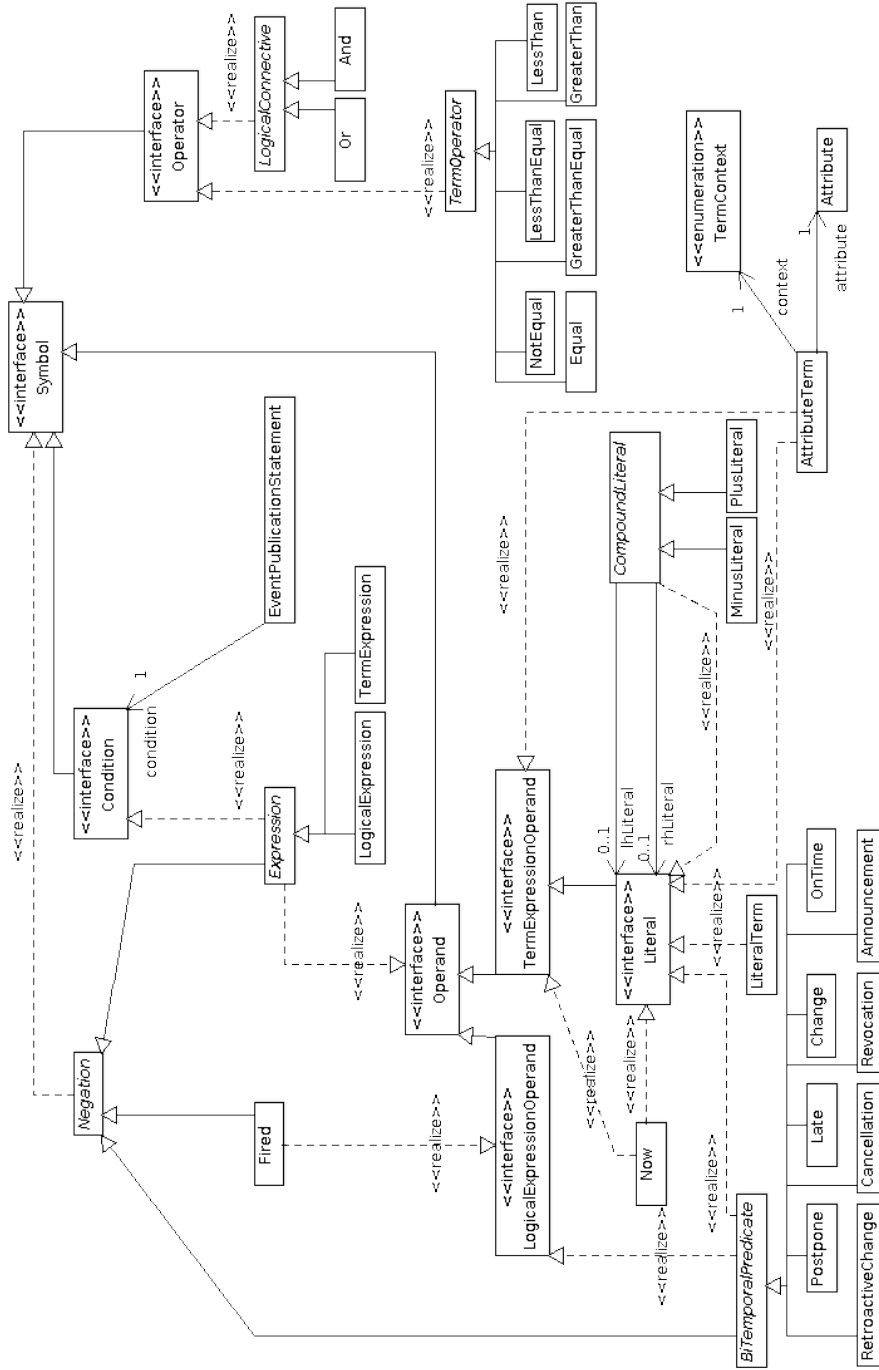 <<interface>>
Symbol
<<realize>>
<<interface>>
Operator
<<realize>>
LogicalConnective
Or
And
<<realize>>
TermOperator
NotEqual
LessThanEqual
LessThan
Equal
GreaterThanEqual
GreaterThan
<<interface>>
Condition
1
condition
EventPublicationStatement
<<realize>>
Expression
LogicalExpression
TermExpression
Negation
Fired
<<realize>>
<<realize>>
<<interface>>
Operand
<<interface>>
LogicalExpressionOperand
<<interface>>
TermExpressionOperand
<<realize>>
<<realize>>
<<realize>>
<<realize>>
Now
<<interface>>
Literal
0..1
lhLiteral
0..1
rhLiteral
CompoundLiteral
<<realize>>
MinusLiteral
PlusLiteral
<<realize>>
<<realize>>
<<realize>>
LiteralTerm
AttributeTerm
1
context
<<enumeration>>
TermContext
1
attribute
Attribute
BiTemporalPredicate
Postpone
Late
Change
OnTime
RetroactiveChange
Cancellation
Revocation
Announcement